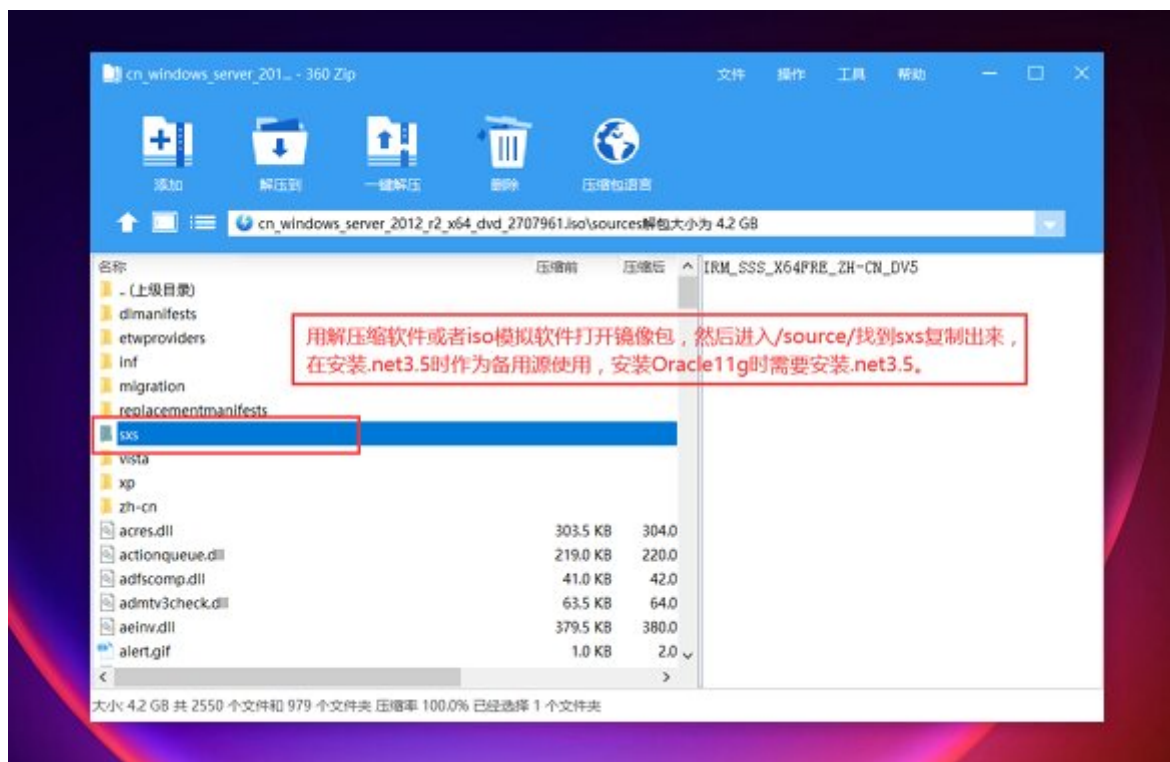 cn_windows_server_201... - 360 Zip 文件 操作 工具 帮助
添加 解压到 一键解压 删除 压缩包语言
cn_windows_server_2012_r2_x64_dvd_2707961.iso\sources解包大小为 4.2 GB
名称 压缩前 压缩后 IRM_SSS_X64FRE_ZH-CN_DV5
.. (上级目录)
dlmanifests
etwproviders
inf
migration
replacementmanifests
sxs
vista
xp
zh-cn
用解压缩软件或者iso模拟软件打开镜像包，然后进入/source/找到sxs复制出来，
在安装.net3.5时作为备用源使用，安装Oracle11g时需要安装.net3.5。
acres.dll 303.5 KB 304.0
actionqueue.dll 219.0 KB 220.0
adfscomp.dll 41.0 KB 42.0
admtv3check.dll 63.5 KB 64.0
aeinv.dll 379.5 KB 380.0
alert.gif 1.0 KB 2.0
大小: 4.2 GB 共 2550 个文件和 979 个文件夹 压缩率 100.0% 已经选择 1 个文件夹